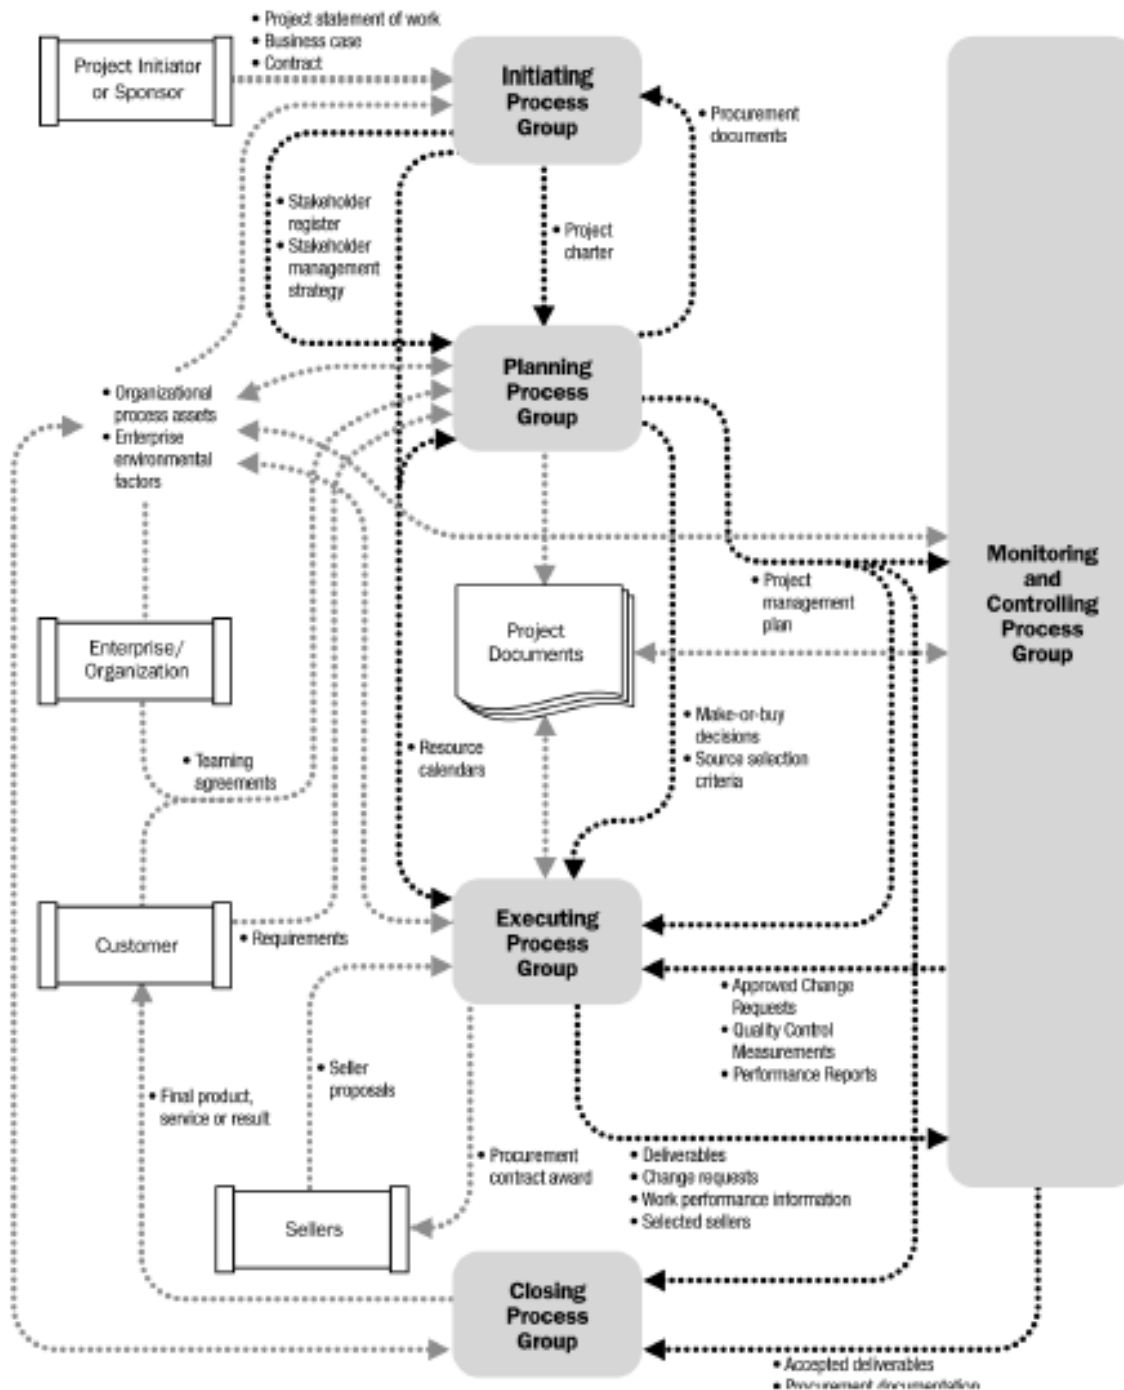 • Project statement of work
• Business case
• Contract
Project Initiator
or Sponsor
Initiating
Process
Group
• Procurement
documents
• Stakeholder
register
• Stakeholder
management
strategy
• Project
charter
Planning
Process
Group
• Organizational
process assets
• Enterprise
environmental
factors
Monitoring
and
Controlling
Process
Group
• Project
management
plan
Enterprise/
Organization
Project
Documents
• Make-or-buy
decisions
• Source selection
criteria
• Resource
calendars
• Teaming
agreements
Executing
Process
Group
Customer
• Requirements
• Approved Change
Requests
• Quality Control
Measurements
• Performance Reports
• Seller
proposals
• Final product,
service or result
• Procurement
contract award
• Deliverables
• Change requests
• Work performance information
• Selected sellers
Sellers
Closing
Process
Group
• Accepted deliverables
• Procurement documentation